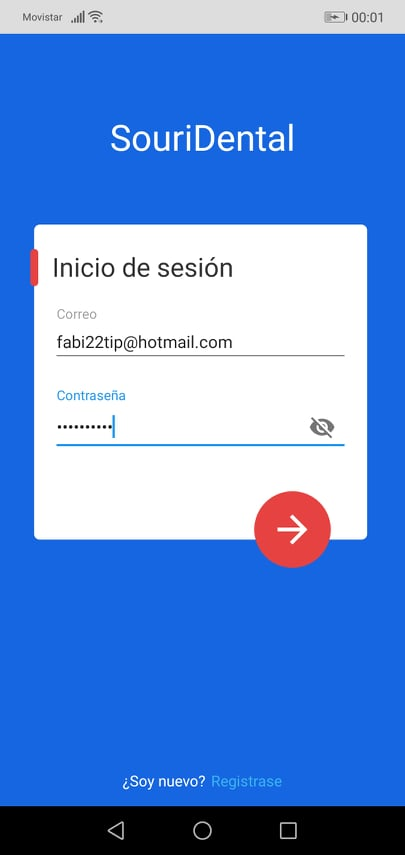 Movistar 00:01
SouriDental
Inicio de sesión
Correo
fabi22tip@hotmail.com
Contraseña
••••••••••
¿Soy nuevo? Registrase